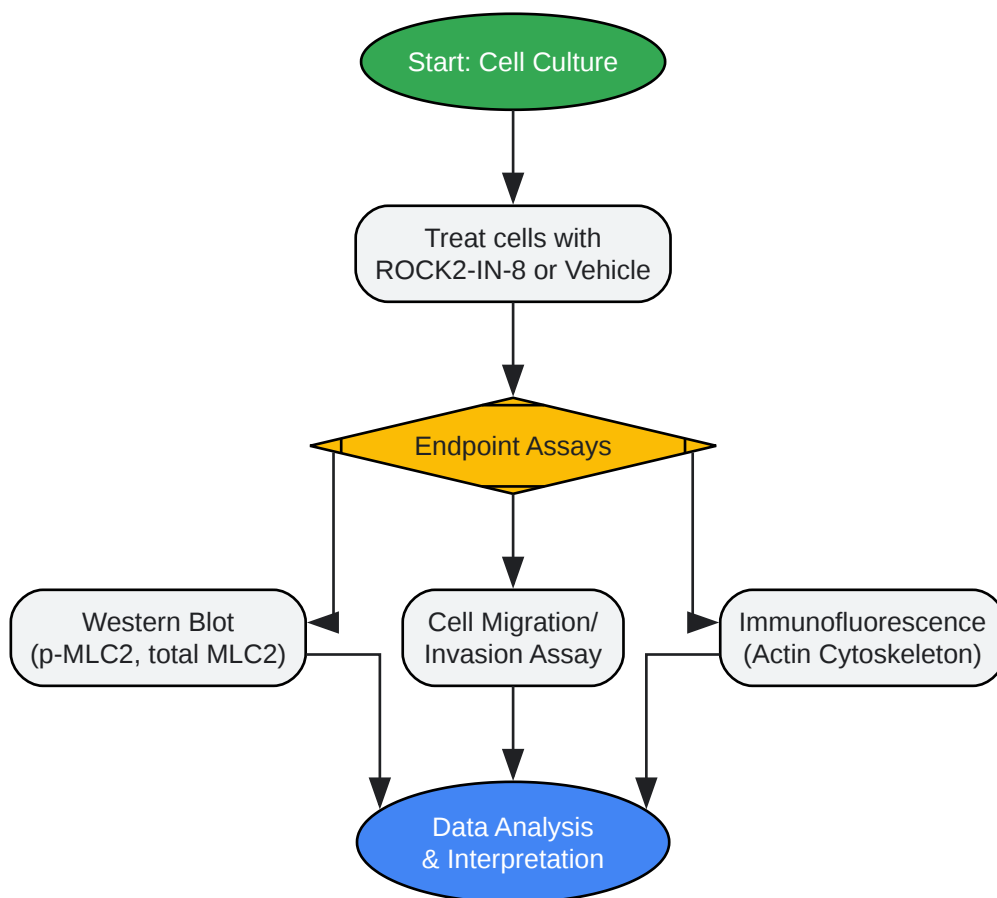 Start: Cell Culture
Treat cells with
ROCK2-IN-8 or Vehicle
Endpoint Assays
Western Blot
(p-MLC2, total MLC2)
Cell Migration/
Invasion Assay
Immunofluorescence
(Actin Cytoskeleton)
Data Analysis
& Interpretation